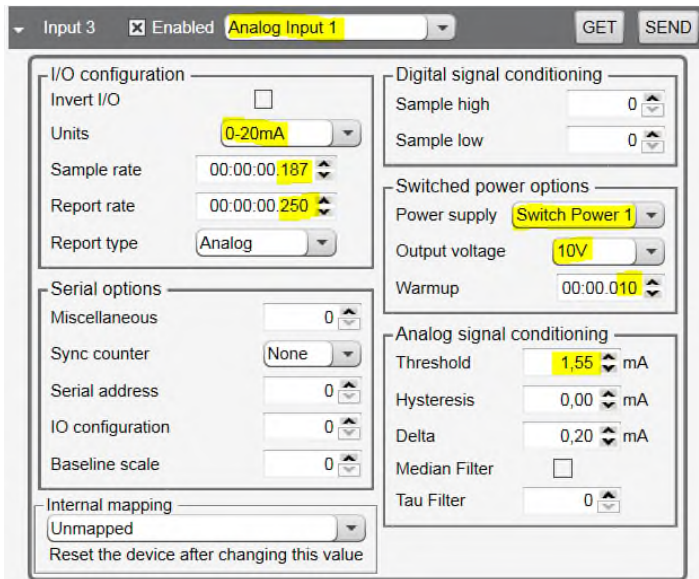 Input 3 Enabled Analog Input 1 GET SEND
I/O configuration
Invert I/O
Units 0-20mA
Sample rate 00:00:00.187
Report rate 00:00:00.250
Report type Analog
Serial options
Miscellaneous 0
Sync counter None
Serial address 0
IO configuration 0
Baseline scale 0
Internal mapping
Unmapped
Reset the device after changing this value
Digital signal conditioning
Sample high 0
Sample low 0
Switched power options
Power supply Switch Power 1
Output voltage 10V
Warmup 00:00.010
Analog signal conditioning
Threshold 1,55 mA
Hysteresis 0,00 mA
Delta 0,20 mA
Median Filter
Tau Filter 0